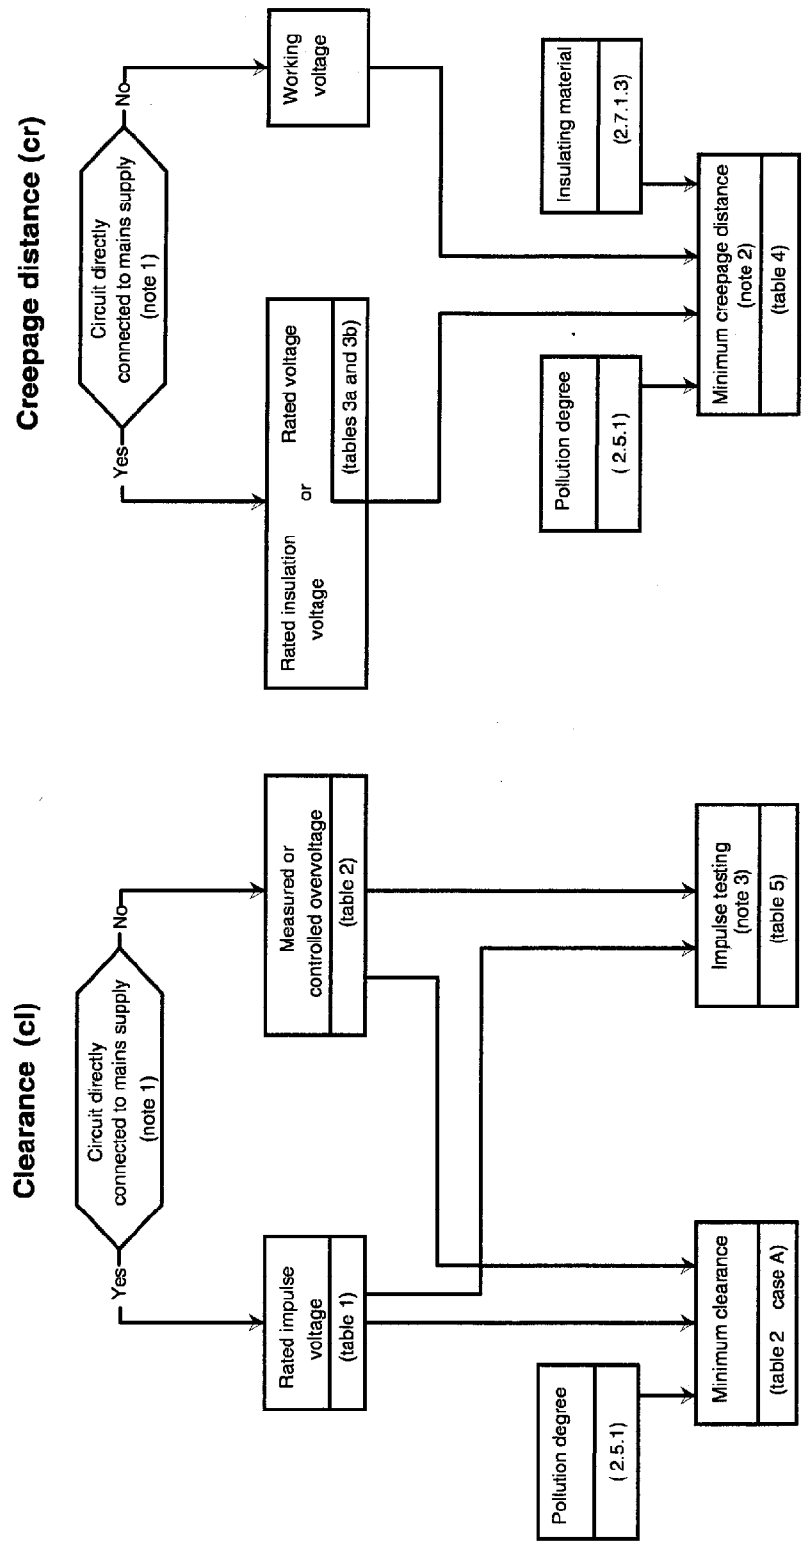 Clearance (cl)
Circuit directly
connected to mains supply
(note 1)
Yes
No
Rated impulse
voltage
(table 1)
Measured or
controlled overvoltage
(table 2)
Pollution degree
( 2.5.1)
Minimum clearance
(table 2 case A)
Impulse testing
(note 3)
(table 5)
Creepage distance (cr)
Circuit directly
connected to mains supply
(note 1)
Yes
No
Rated insulation
voltage
or
Rated voltage
(tables 3a and 3b)
Working
voltage
Pollution degree
( 2.5.1)
Insulating material
(2.7.1.3)
Minimum creepage distance
(note 2)
(table 4)